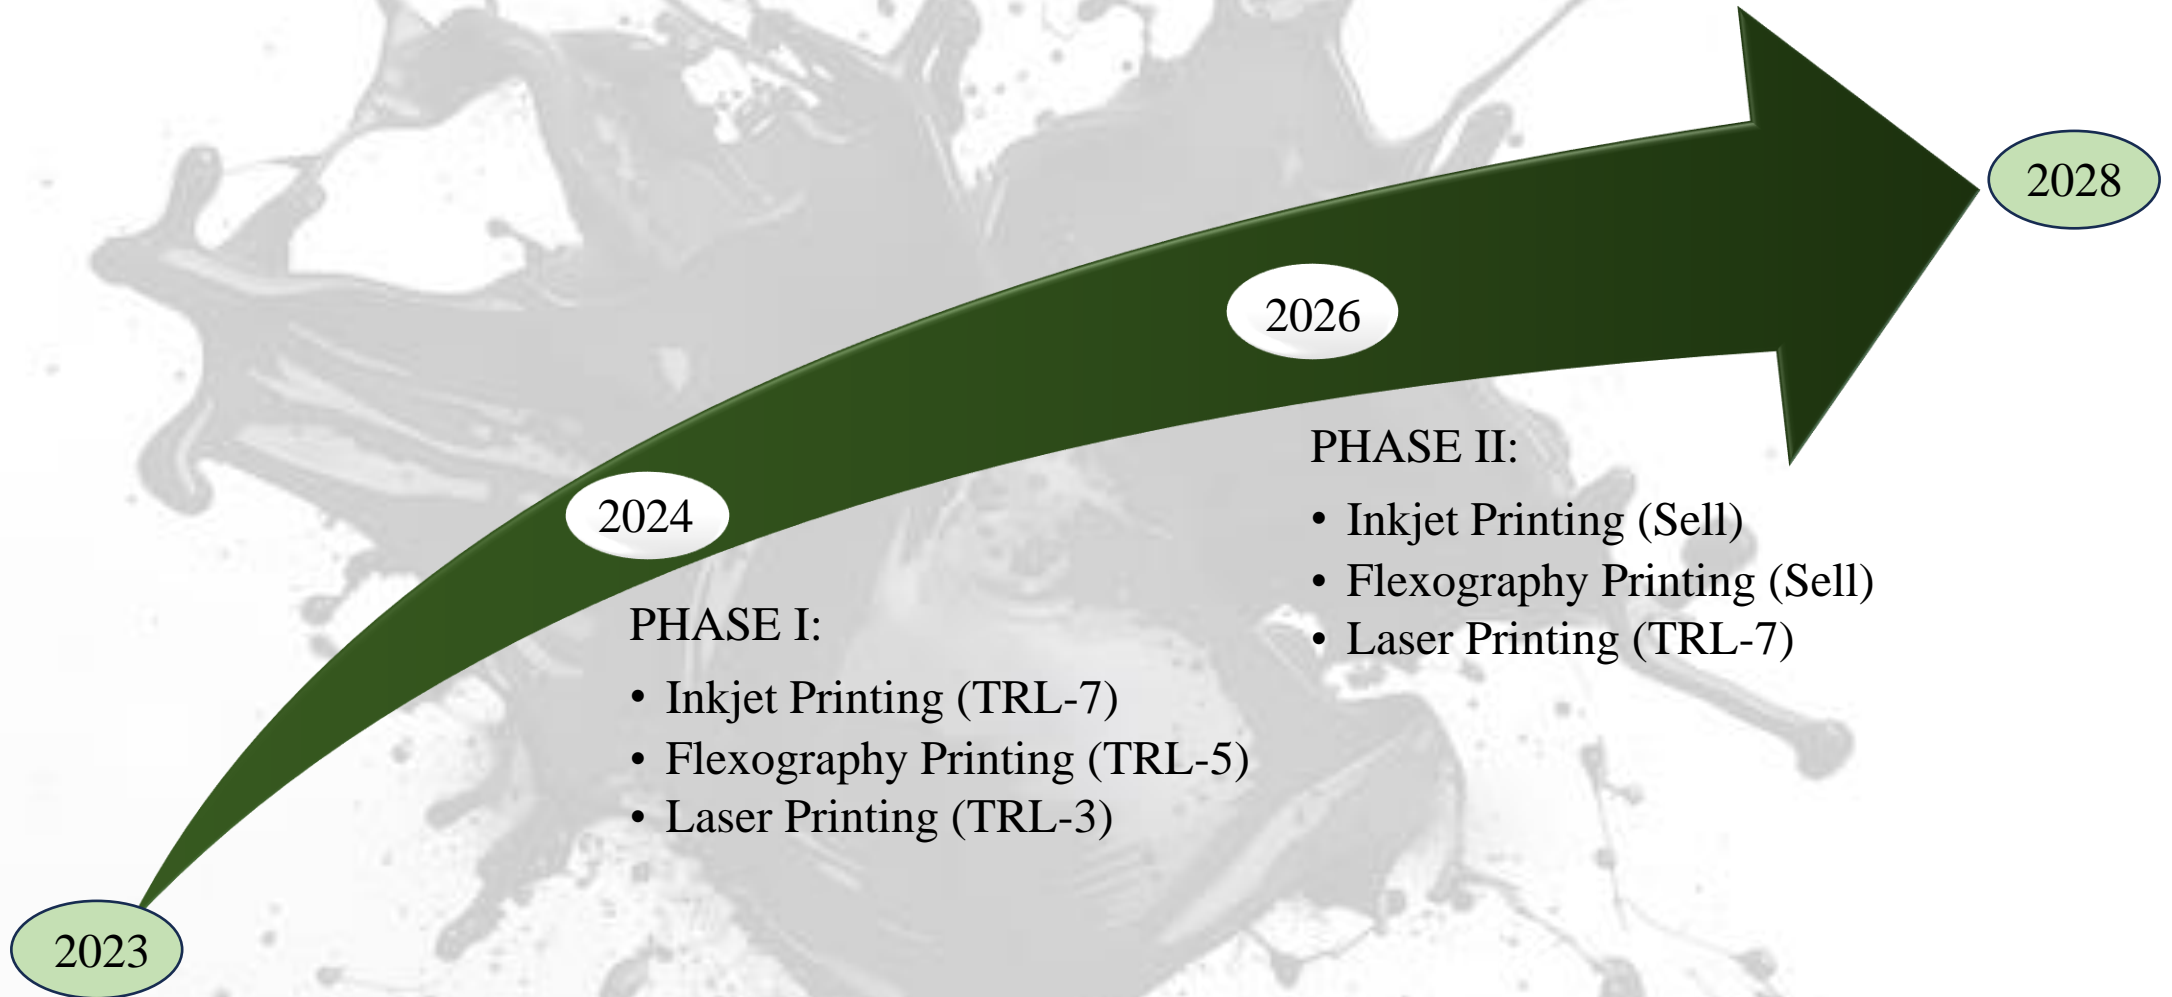 2028
2026
2024
PHASE II:
• Inkjet Printing (Sell)
• Flexography Printing (Sell)
• Laser Printing (TRL-7)
PHASE I:
• Inkjet Printing (TRL-7)
• Flexography Printing (TRL-5)
• Laser Printing (TRL-3)
2023